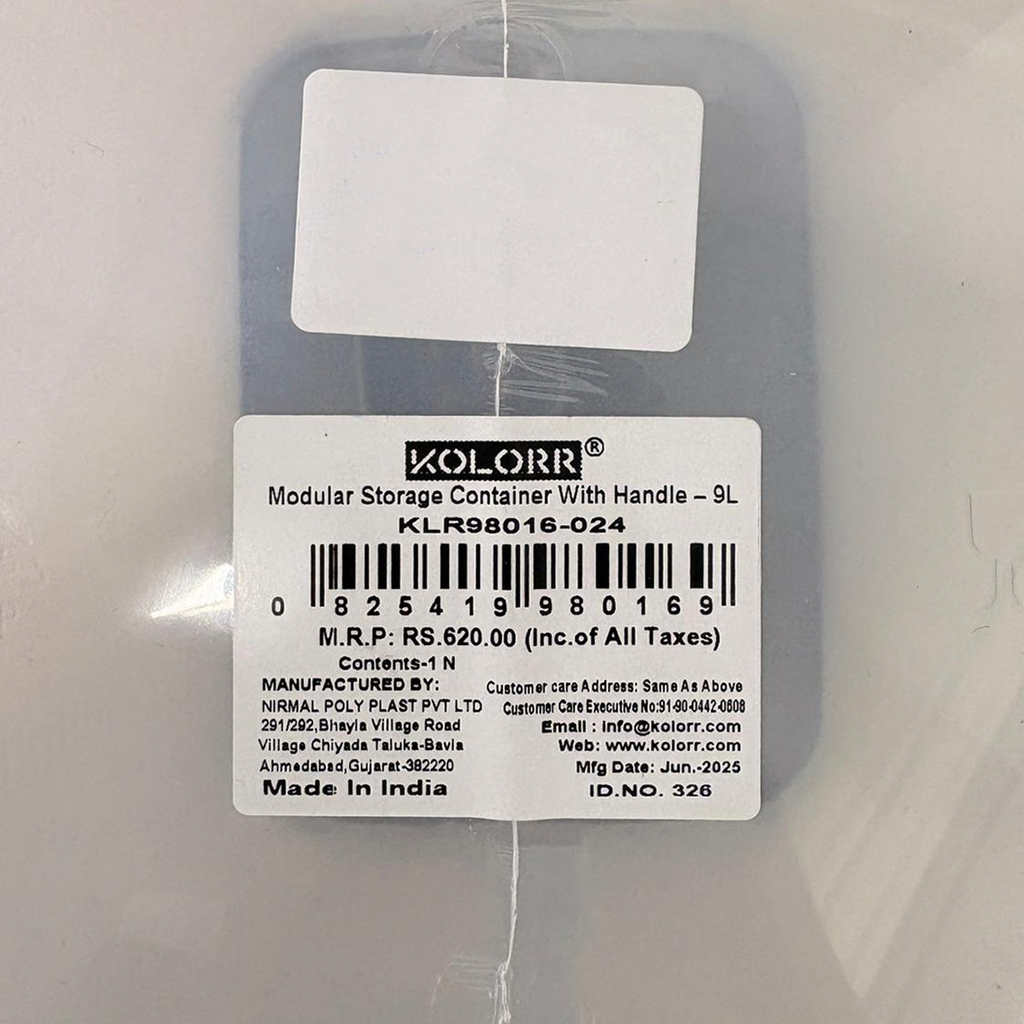 KOLORR®
Modular Storage Container With Handle – 9L
KLR98016-024
0 825419 980169
M.R.P: RS.620.00 (Inc.of All Taxes)
Contents-1 N
MANUFACTURED BY:
NIRMAL POLY PLAST PVT LTD
291/292,Bhayla Village Road
Village Chiyada Taluka-Bavla
Ahmedabad,Gujarat-382220
Made In India
Customer care Address: Same As Above
Customer Care Executive No:91-90-0442-0608
Email : info@kolorr.com
Web: www.kolorr.com
Mfg Date: Jun.-2025
ID.NO. 326